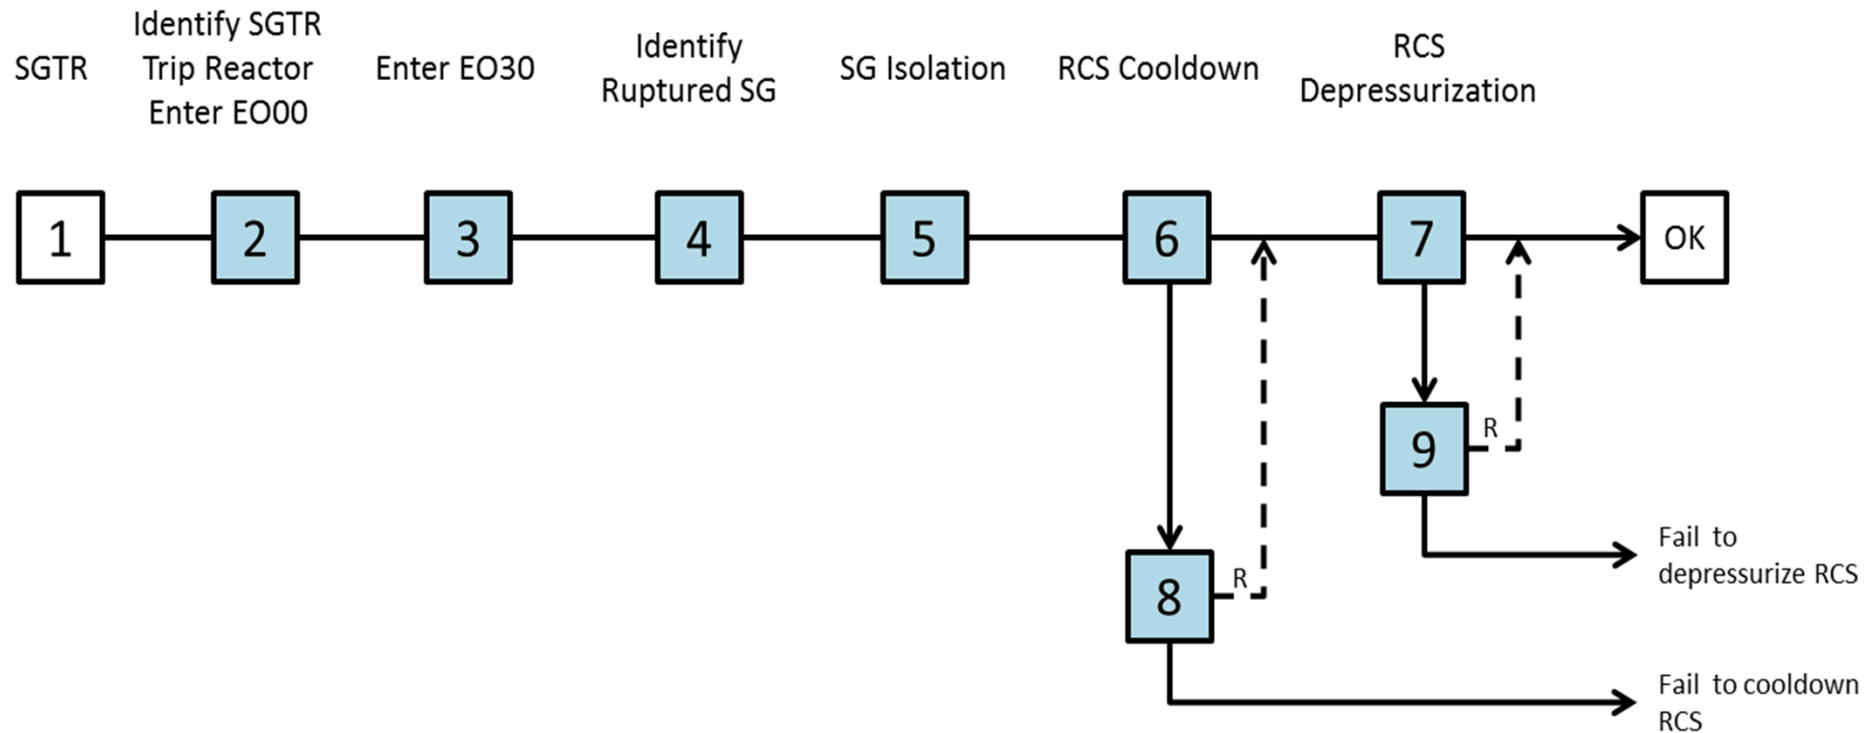 SGTR
Identify SGTR
Trip Reactor
Enter EO00
Enter EO30
Identify
Ruptured SG
SG Isolation
RCS Cooldown
RCS
Depressurization
1
2
3
4
5
6
7
OK
9
R
Fail to
depressurize RCS
8
R
Fail to cooldown
RCS